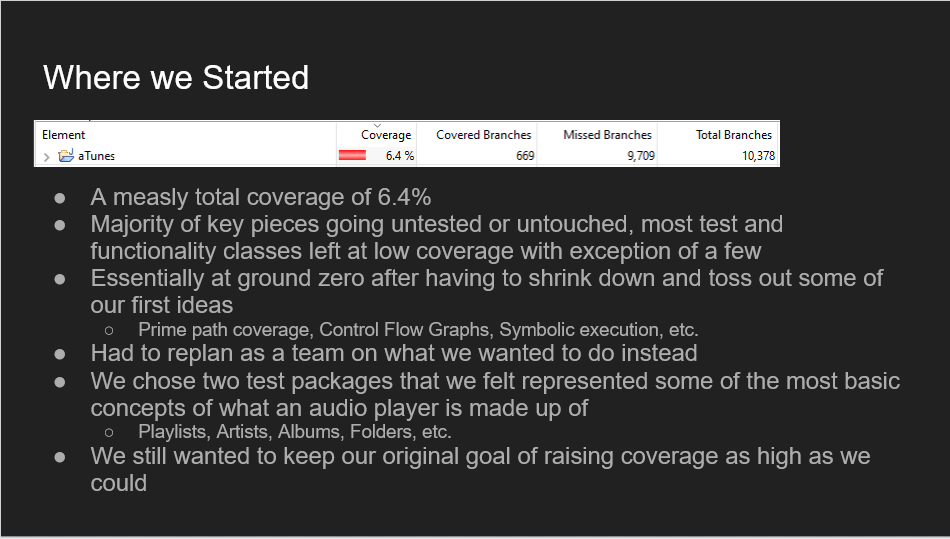 Where we Started
Element Coverage Covered Branches Missed Branches Total Branches
aTunes 6.4 % 669 9,709 10,378
● A measly total coverage of 6.4%
● Majority of key pieces going untested or untouched, most test and
functionality classes left at low coverage with exception of a few
● Essentially at ground zero after having to shrink down and toss out some of
our first ideas
○ Prime path coverage, Control Flow Graphs, Symbolic execution, etc.
● Had to replan as a team on what we wanted to do instead
● We chose two test packages that we felt represented some of the most basic
concepts of what an audio player is made up of
○ Playlists, Artists, Albums, Folders, etc.
● We still wanted to keep our original goal of raising coverage as high as we
could